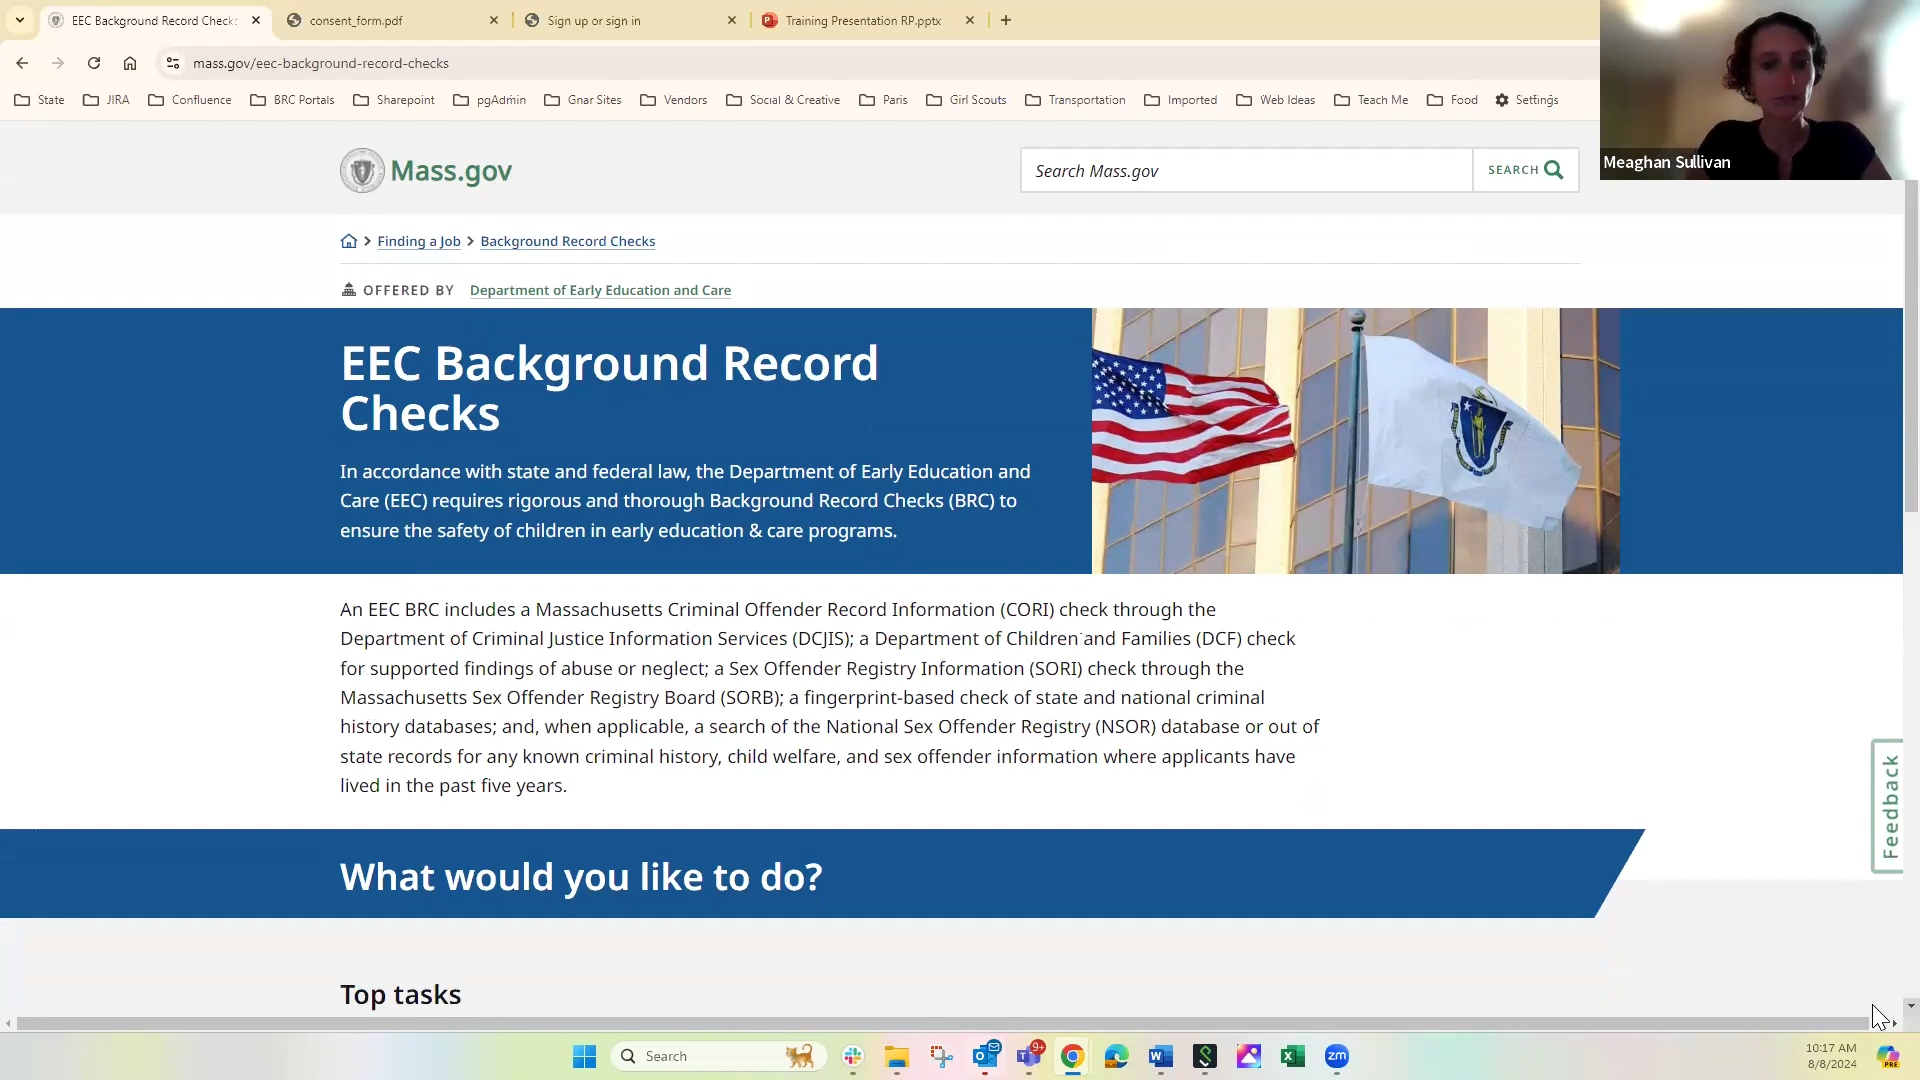 EEC Background Record Checks
consent_form.pdf
Sign up or sign in
Training Presentation RP.pptx
mass.gov/eec-background-record-checks
State
JIRA
Confluence
BRC Portals
Sharepoint
pgAdmin
Gnar Sites
Vendors
Social & Creative
Paris
Girl Scouts
Transportation
Imported
Web Ideas
Teach Me
Food
Settings
Meaghan Sullivan
Mass.gov
Search Mass.gov
SEARCH
Finding a Job
Background Record Checks
OFFERED BY Department of Early Education and Care
EEC Background Record
Checks
In accordance with state and federal law, the Department of Early Education and
Care (EEC) requires rigorous and thorough Background Record Checks (BRC) to
ensure the safety of children in early education & care programs.
An EEC BRC includes a Massachusetts Criminal Offender Record Information (CORI) check through the
Department of Criminal Justice Information Services (DCJIS); a Department of Children and Families (DCF) check
for supported findings of abuse or neglect; a Sex Offender Registry Information (SORI) check through the
Massachusetts Sex Offender Registry Board (SORB); a fingerprint-based check of state and national criminal
history databases; and, when applicable, a search of the National Sex Offender Registry (NSOR) database or out of
state records for any known criminal history, child welfare, and sex offender information where applicants have
lived in the past five years.
Feedback
What would you like to do?
Top tasks
Search
9+
zm
10:17 AM
8/8/2024
PRE